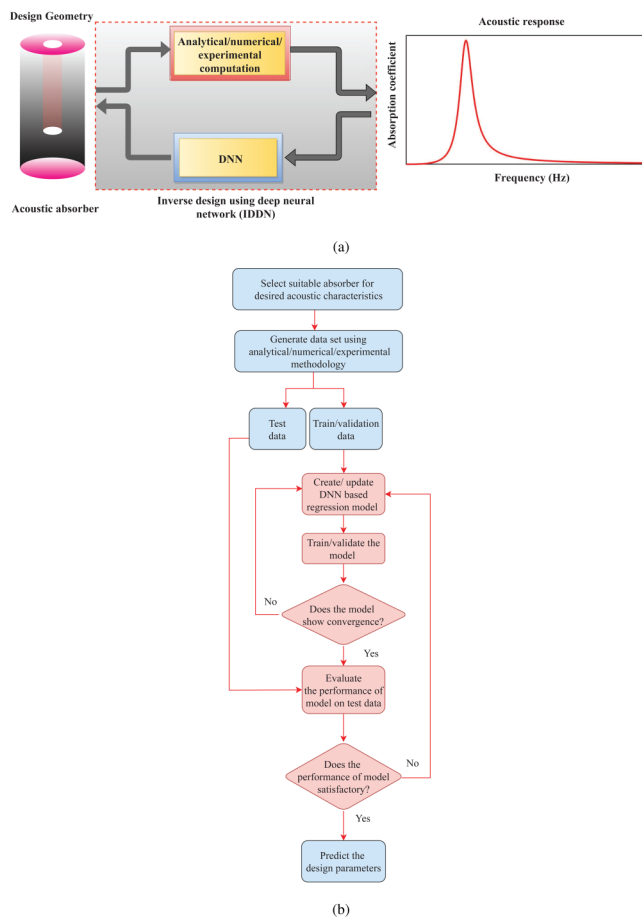 Design Geometry
Acoustic absorber
Analytical/numerical/
experimental
computation
DNN
Inverse design using deep neural
network (IDDN)
Acoustic response
Absorption coefficient
Frequency (Hz)
(a)
Select suitable absorber for
desired acoustic characteristics
Generate data set using
analytical/numerical/experimental
methodology
Test
data
Train/validation
data
Create/ update
DNN based
regression model
Train/validate the
model
No
Does the model
show convergence?
Yes
Evaluate
the performance of
model on test data
Does the
performance of model
satisfactory?
No
Yes
Predict the
design parameters
(b)